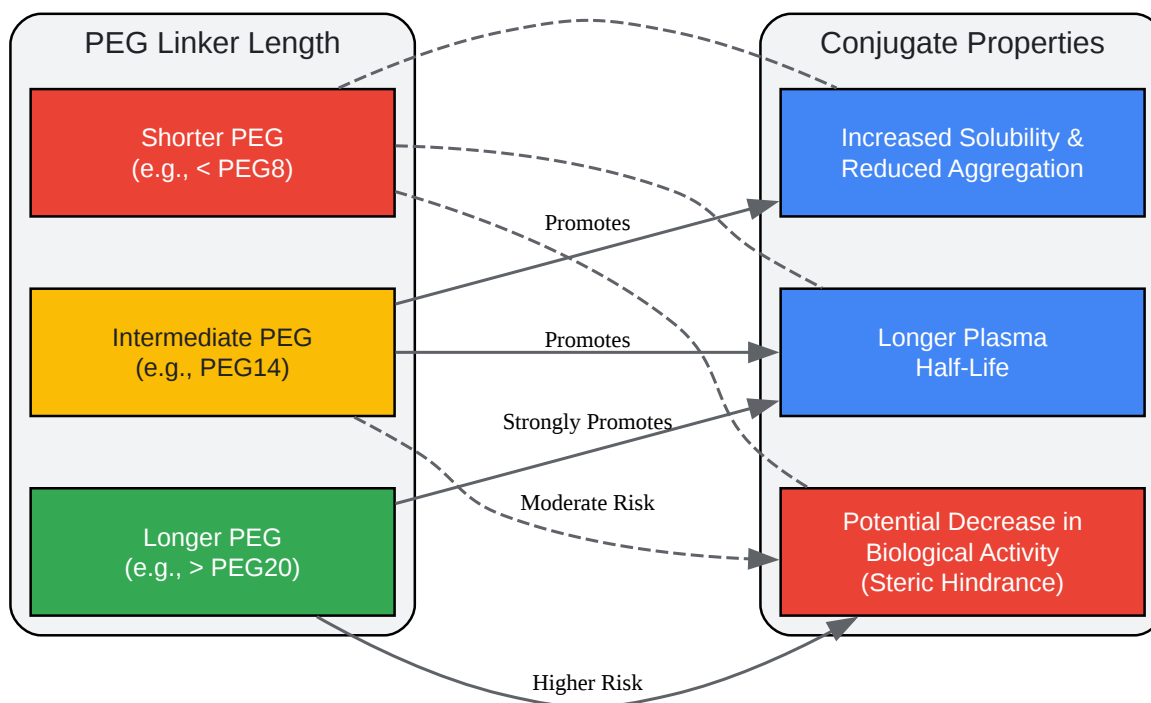 PEG Linker Length
Shorter PEG
(e.g., < PEG8)
Intermediate PEG
(e.g., PEG14)
Longer PEG
(e.g., > PEG20)
Promotes
Promotes
Strongly Promotes
Moderate Risk
Higher Risk
Conjugate Properties
Increased Solubility &
Reduced Aggregation
Longer Plasma
Half-Life
Potential Decrease in
Biological Activity
(Steric Hindrance)